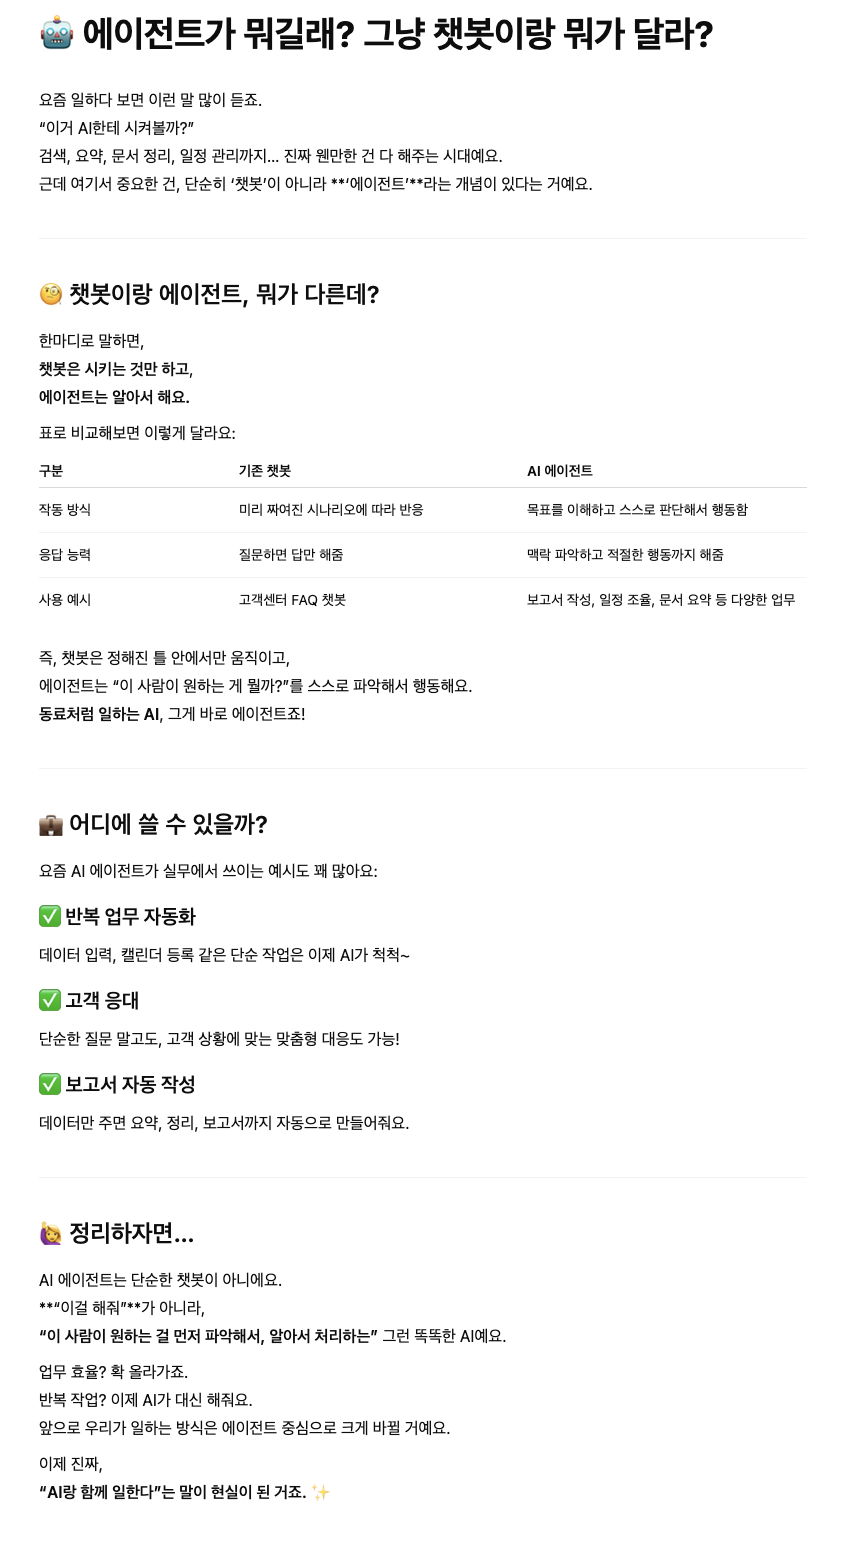 🤖 에이전트가 뭐길래? 그냥 챗봇이랑 뭐가 달라?
요즘 일하다 보면 이런 말 많이 듣죠.
“이거 AI한테 시켜볼까?”
검색, 요약, 문서 정리, 일정 관리까지… 진짜 웬만한 건 다 해주는 시대예요.
근데 여기서 중요한 건, 단순히 ‘챗봇’이 아니라 **‘에이전트’**라는 개념이 있다는 거예요.
🧐 챗봇이랑 에이전트, 뭐가 다른데?
한마디로 말하면,
챗봇은 시키는 것만 하고,
에이전트는 알아서 해요.
표로 비교해보면 이렇게 달라요:
구분 기존 챗봇 AI 에이전트
작동 방식 미리 짜여진 시나리오에 따라 반응 목표를 이해하고 스스로 판단해서 행동함
응답 능력 질문하면 답만 해줌 맥락 파악하고 적절한 행동까지 해줌
사용 예시 고객센터 FAQ 챗봇 보고서 작성, 일정 조율, 문서 요약 등 다양한 업무
즉, 챗봇은 정해진 틀 안에서만 움직이고,
에이전트는 “이 사람이 원하는 게 뭘까?”를 스스로 파악해서 행동해요.
동료처럼 일하는 AI, 그게 바로 에이전트죠!
💼 어디에 쓸 수 있을까?
요즘 AI 에이전트가 실무에서 쓰이는 예시도 꽤 많아요:
✅ 반복 업무 자동화
데이터 입력, 캘린더 등록 같은 단순 작업은 이제 AI가 척척~
✅ 고객 응대
단순한 질문 말고도, 고객 상황에 맞는 맞춤형 대응도 가능!
✅ 보고서 자동 작성
데이터만 주면 요약, 정리, 보고서까지 자동으로 만들어줘요.
🙋‍♀️ 정리하자면…
AI 에이전트는 단순한 챗봇이 아니에요.
**“이걸 해줘”**가 아니라,
“이 사람이 원하는 걸 먼저 파악해서, 알아서 처리하는” 그런 똑똑한 AI예요.
업무 효율? 확 올라가죠.
반복 작업? 이제 AI가 대신 해줘요.
앞으로 우리가 일하는 방식은 에이전트 중심으로 크게 바뀔 거예요.
이제 진짜,
“AI랑 함께 일한다”는 말이 현실이 된 거죠. ✨